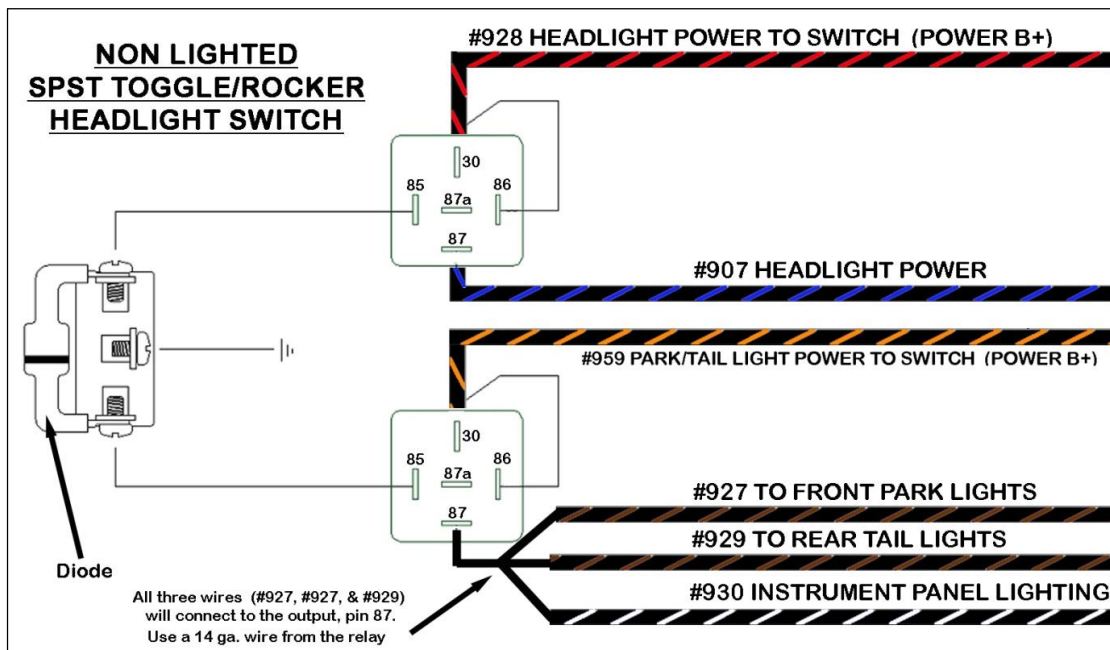 NON LIGHTED
SPST TOGGLE/ROCKER
HEADLIGHT SWITCH
#928 HEADLIGHT POWER TO SWITCH (POWER B+)
30
85
87a
86
87
#907 HEADLIGHT POWER
#959 PARK/TAIL LIGHT POWER TO SWITCH (POWER B+)
30
85
87a
86
87
#927 TO FRONT PARK LIGHTS
#929 TO REAR TAIL LIGHTS
#930 INSTRUMENT PANEL LIGHTING
Diode
All three wires (#927, #927, & #929)
will connect to the output, pin 87.
Use a 14 ga. wire from the relay